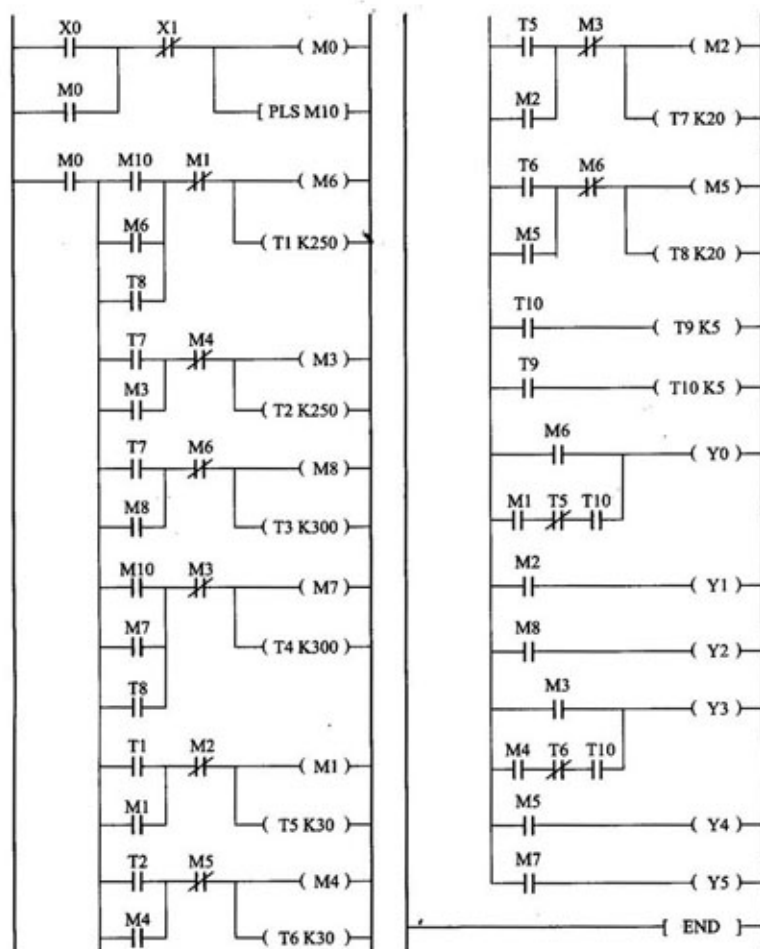 X0 X1
( M0 )
M0
[ PLS M10 ]
M0 M10 M1
( M6 )
M6
( T1 K250 )
T8
T7 M4
( M3 )
M3
( T2 K250 )
T7 M6
( M8 )
M8
( T3 K300 )
M10 M3
( M7 )
M7
( T4 K300 )
T8
T1 M2
( M1 )
M1
( T5 K30 )
T2 M5
( M4 )
M4
( T6 K30 )
T5 M3
( M2 )
M2
( T7 K20 )
T6 M6
( M5 )
M5
( T8 K20 )
T10
( T9 K5 )
T9
( T10 K5 )
M6
( Y0 )
M1 T5 T10
M2
( Y1 )
M8
( Y2 )
M3
( Y3 )
M4 T6 T10
M5
( Y4 )
M7
( Y5 )
[ END ]